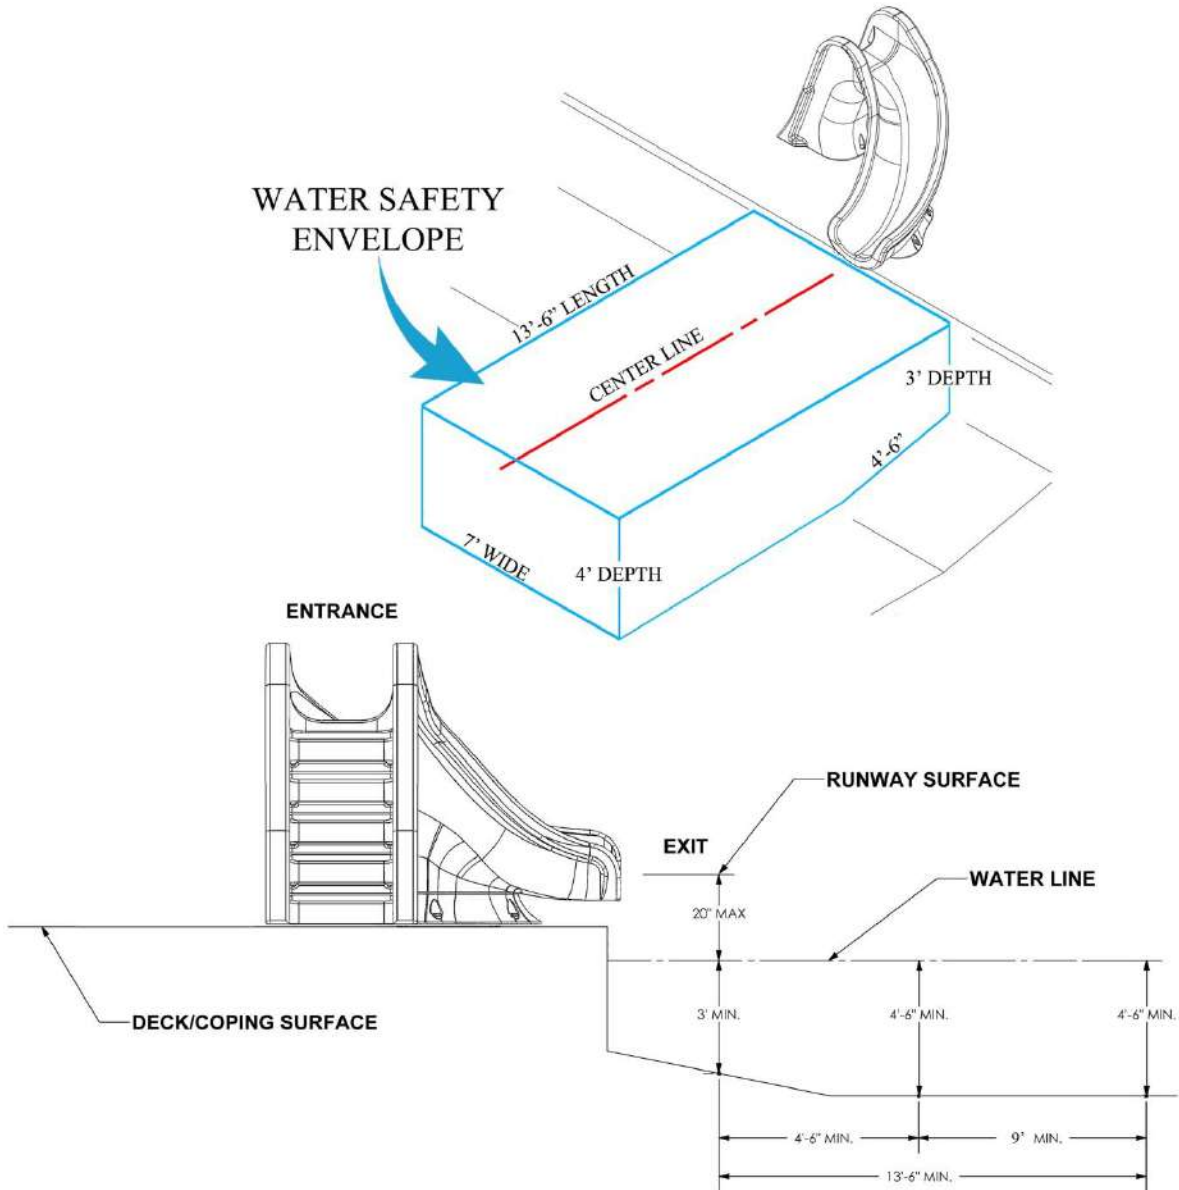 WATER SAFETY
ENVELOPE
13’-6” LENGTH
CENTER LINE
3’ DEPTH
4’-6”
7’ WIDE
4’ DEPTH
ENTRANCE
RUNWAY SURFACE
EXIT
WATER LINE
20" MAX
DECK/COPING SURFACE
3' MIN.
4'-6" MIN.
4'-6" MIN.
4'-6" MIN.
9’ MIN.
13'-6" MIN.